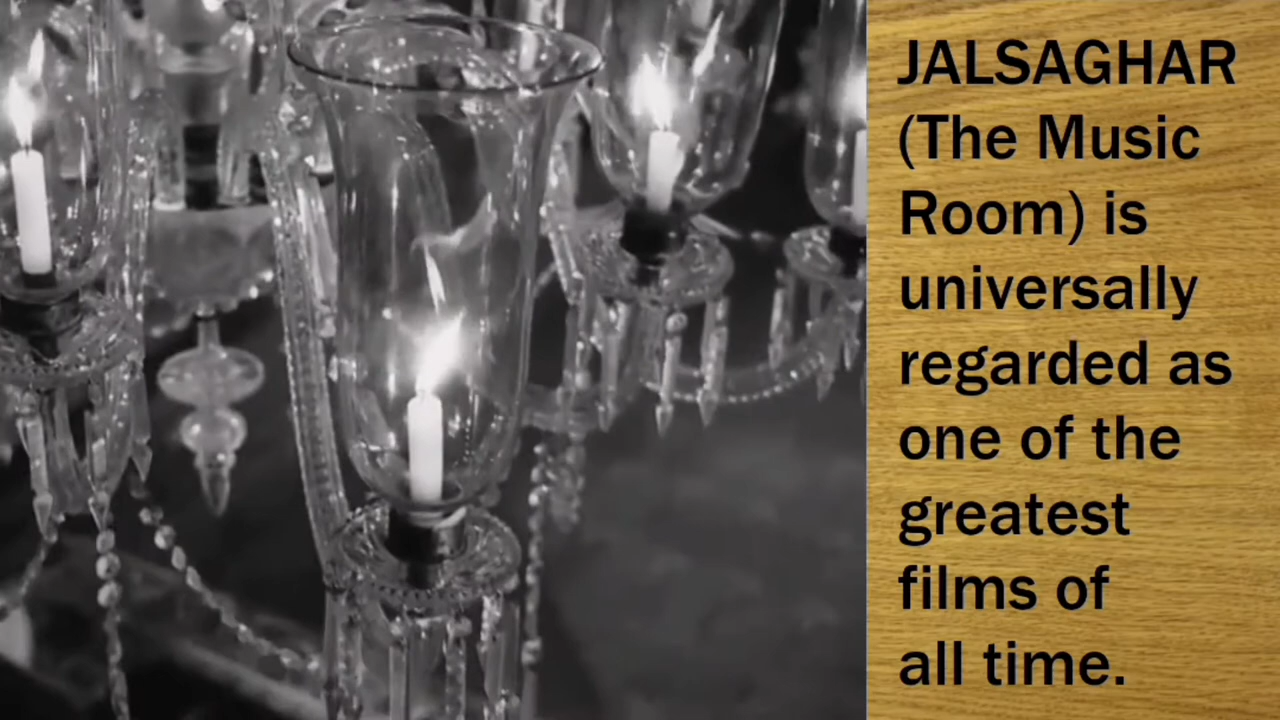 JALSAGHAR
(The Music
Room) is
universally
regarded as
one of the
greatest
films of
all time.